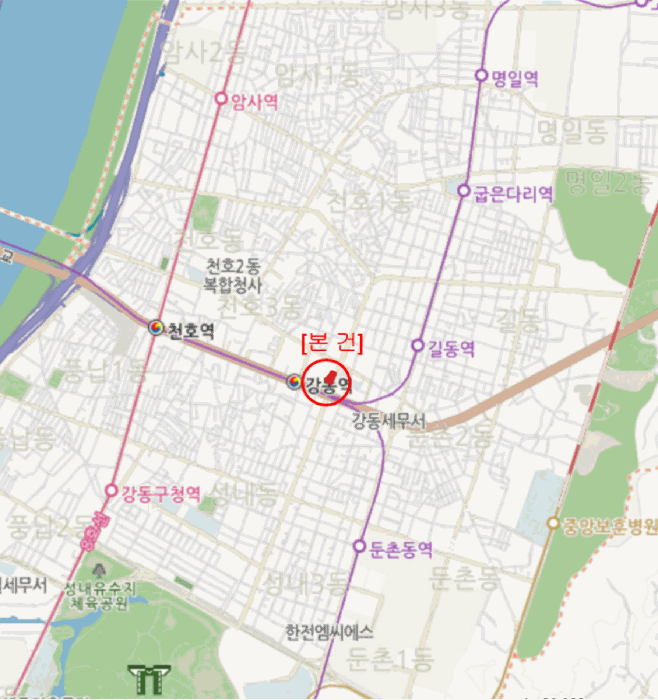 암사3동
암사2동
암사1동
명일역
암사역
명일동
명일2동
굽은다리역
천호1동
천호동
천호2동
복합청사
천호3동
길동
천호역
[본 건]
길동역
풍납1동
강동역
강동세무서
둔촌2동
풍납동
강동구청역
성내동
풍납2동
중앙보훈병원
둔촌동역
성내유수지
체육공원
세무서
성내3동
둔촌동
한전엠씨에스
둔촌1동